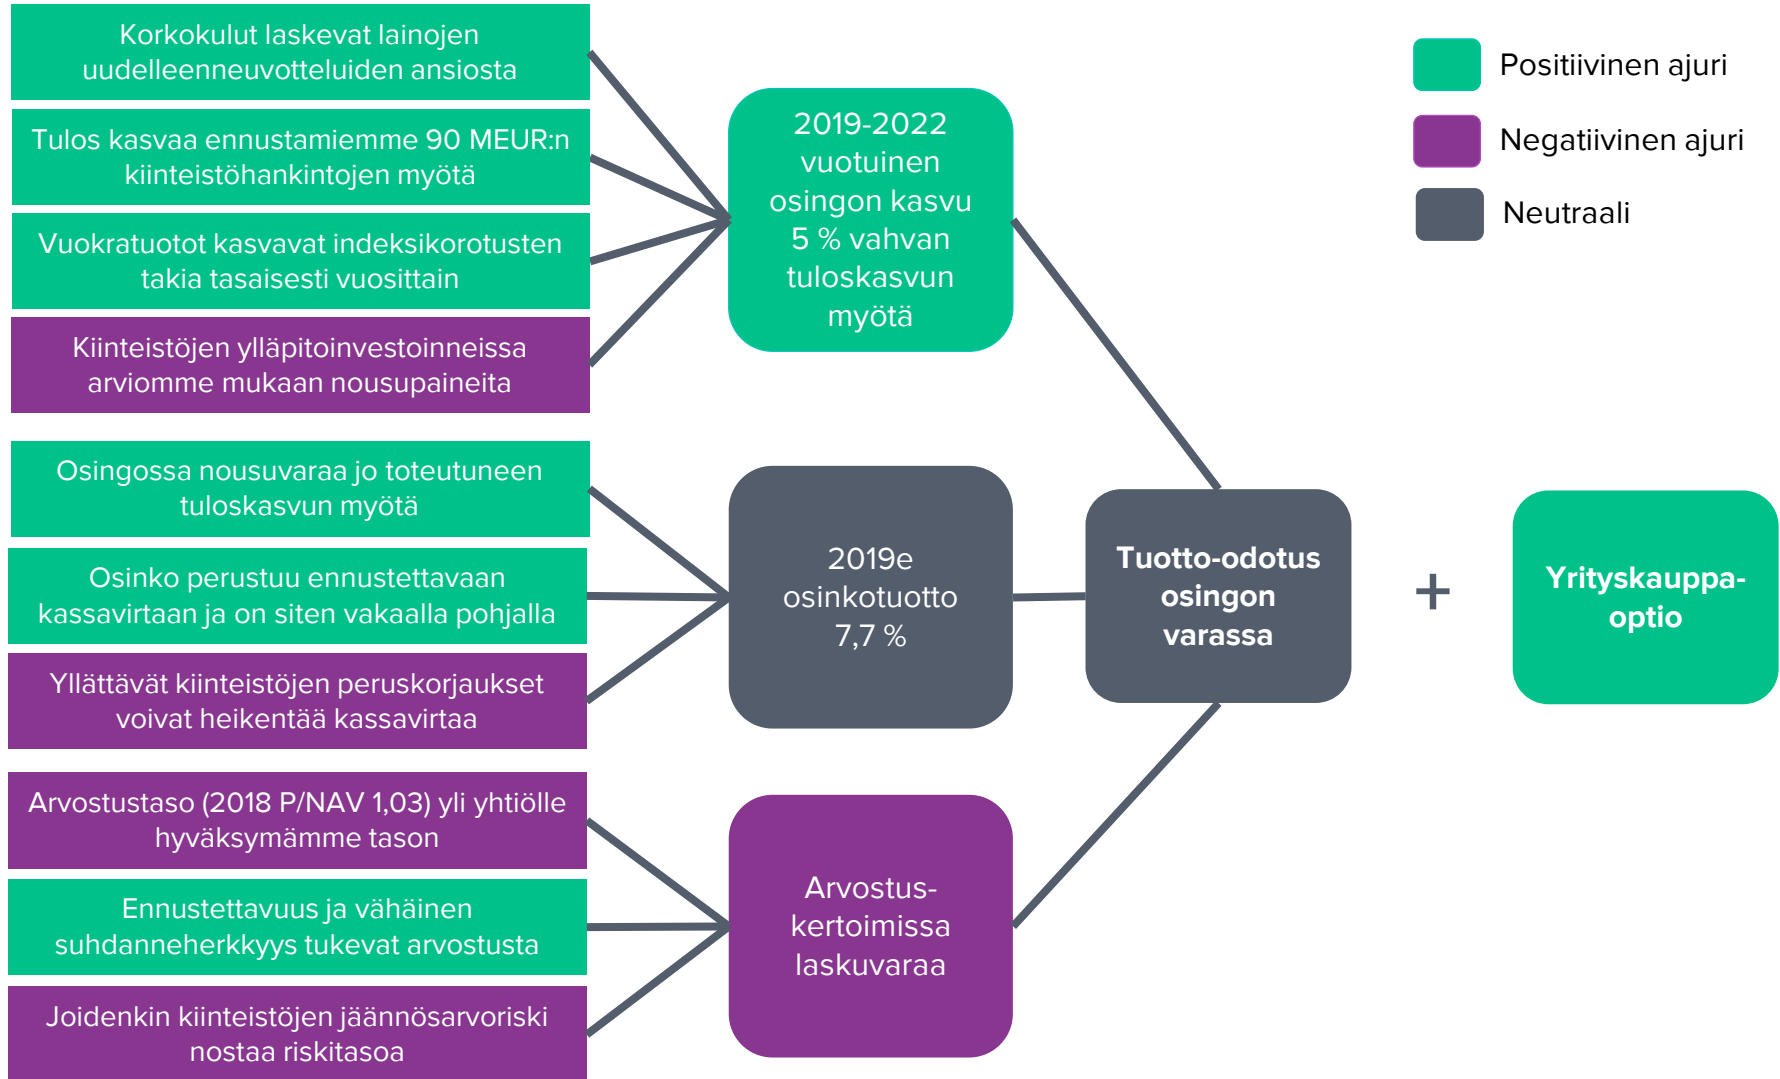 Korkokulut laskevat lainojen
uudelleenneuvotteluiden ansiosta
Tulos kasvaa ennustamiemme 90 MEUR:n
kiinteistöhankintojen myötä
Vuokratuotot kasvavat indeksikorotusten
takia tasaisesti vuosittain
Kiinteistöjen ylläpitoinvestoinneissa
arviomme mukaan nousupaineita
Osingossa nousuvaraa jo toteutuneen
tuloskasvun myötä
Osinko perustuu ennustettavaan
kassavirtaan ja on siten vakaalla pohjalla
Yllättävät kiinteistöjen peruskorjaukset
voivat heikentää kassavirtaa
Arvostustaso (2018 P/NAV 1,03) yli yhtiölle
hyväksymämme tason
Ennustettavuus ja vähäinen
suhdanneherkkyys tukevat arvostusta
Joidenkin kiinteistöjen jäännösarvoriski
nostaa riskitasoa
2019-2022
vuotuinen
osingon kasvu
5 % vahvan
tuloskasvun
myötä
2019e
osinkotuotto
7,7 %
Arvostus-
kertoimissa
laskuvaraa
Tuotto-odotus
osingon
varassa
+
Yrityskauppa-
optio
Positiivinen ajuri
Negatiivinen ajuri
Neutraali